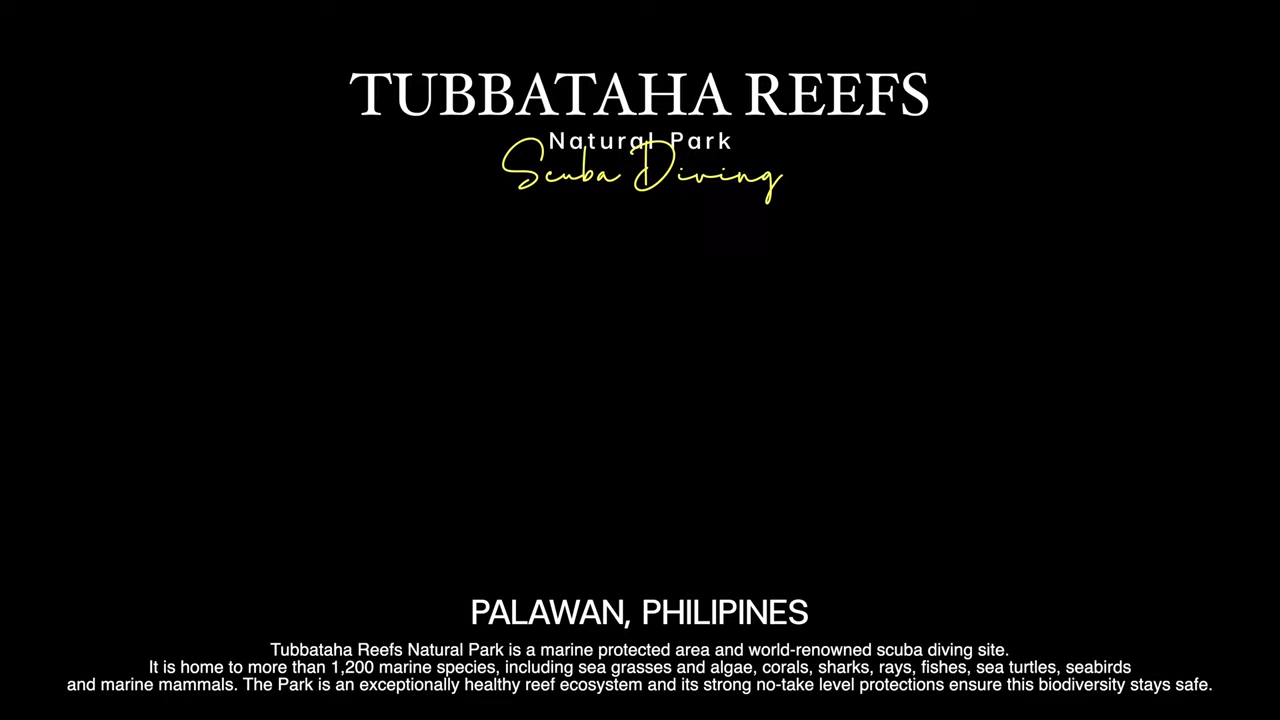 TUBBATAHA REEFS
Natural Park
Scuba Diving
PALAWAN, PHILIPINES
Tubbataha Reefs Natural Park is a marine protected area and world-renowned scuba diving site.
It is home to more than 1,200 marine species, including sea grasses and algae, corals, sharks, rays, fishes, sea turtles, seabirds
and marine mammals. The Park is an exceptionally healthy reef ecosystem and its strong no-take level protections ensure this biodiversity stays safe.